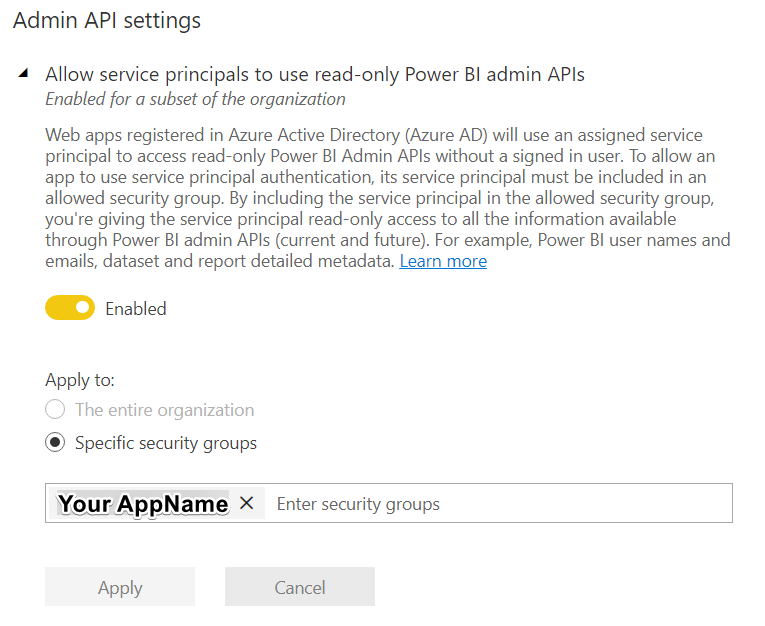 Admin API settings
Allow service principals to use read-only Power BI admin APIs
Enabled for a subset of the organization
Web apps registered in Azure Active Directory (Azure AD) will use an assigned service
principal to access read-only Power BI Admin APIs without a signed in user. To allow an
app to use service principal authentication, its service principal must be included in an
allowed security group. By including the service principal in the allowed security group,
you're giving the service principal read-only access to all the information available
through Power BI admin APIs (current and future). For example, Power BI user names and
emails, dataset and report detailed metadata. Learn more
Enabled
Apply to:
The entire organization
Specific security groups
Your AppName Enter security groups
Apply Cancel